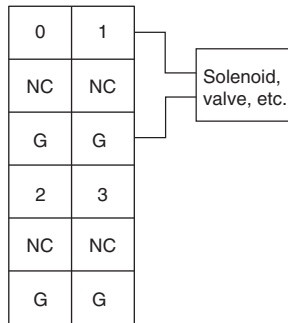 0 1
NC NC
G G
2 3
NC NC
G G
Solenoid,
valve, etc.